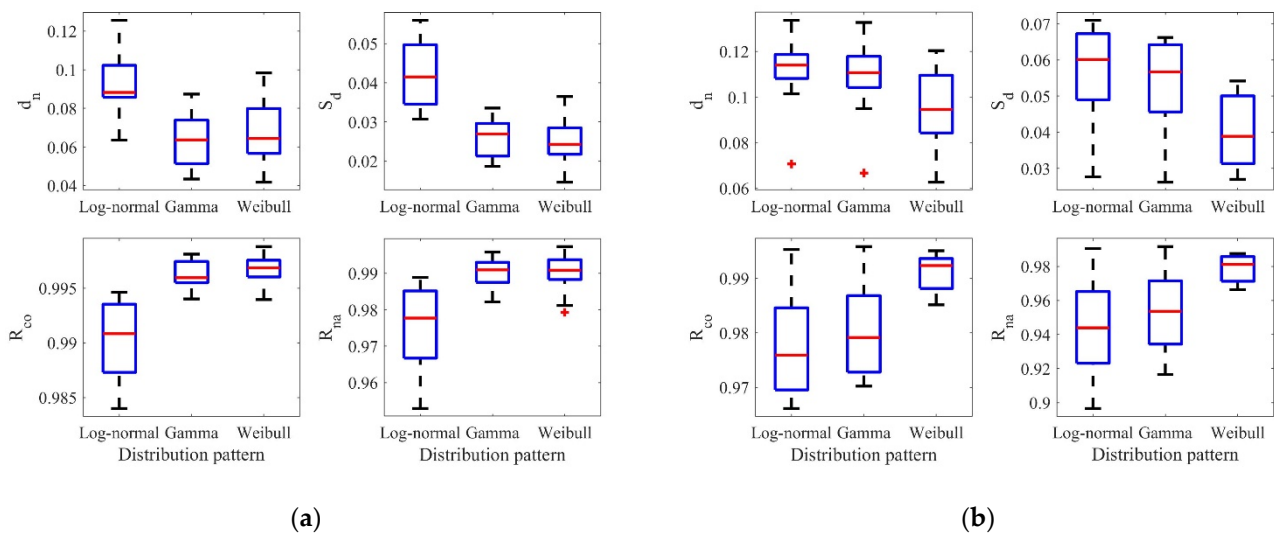 0.12
0.1
0.08
0.06
0.04
d_n
Log-normal Gamma Weibull
0.05
0.04
0.03
0.02
S_d
Log-normal Gamma Weibull
0.995
0.99
0.985
R_co
Log-normal Gamma Weibull
Distribution pattern
0.99
0.98
0.97
0.96
R_na
Log-normal Gamma Weibull
Distribution pattern
(a)
0.12
0.1
0.08
0.06
d_n
Log-normal Gamma Weibull
0.07
0.06
0.05
0.04
0.03
S_d
Log-normal Gamma Weibull
0.99
0.98
0.97
R_co
Log-normal Gamma Weibull
Distribution pattern
0.98
0.96
0.94
0.92
0.9
R_na
Log-normal Gamma Weibull
Distribution pattern
(b)